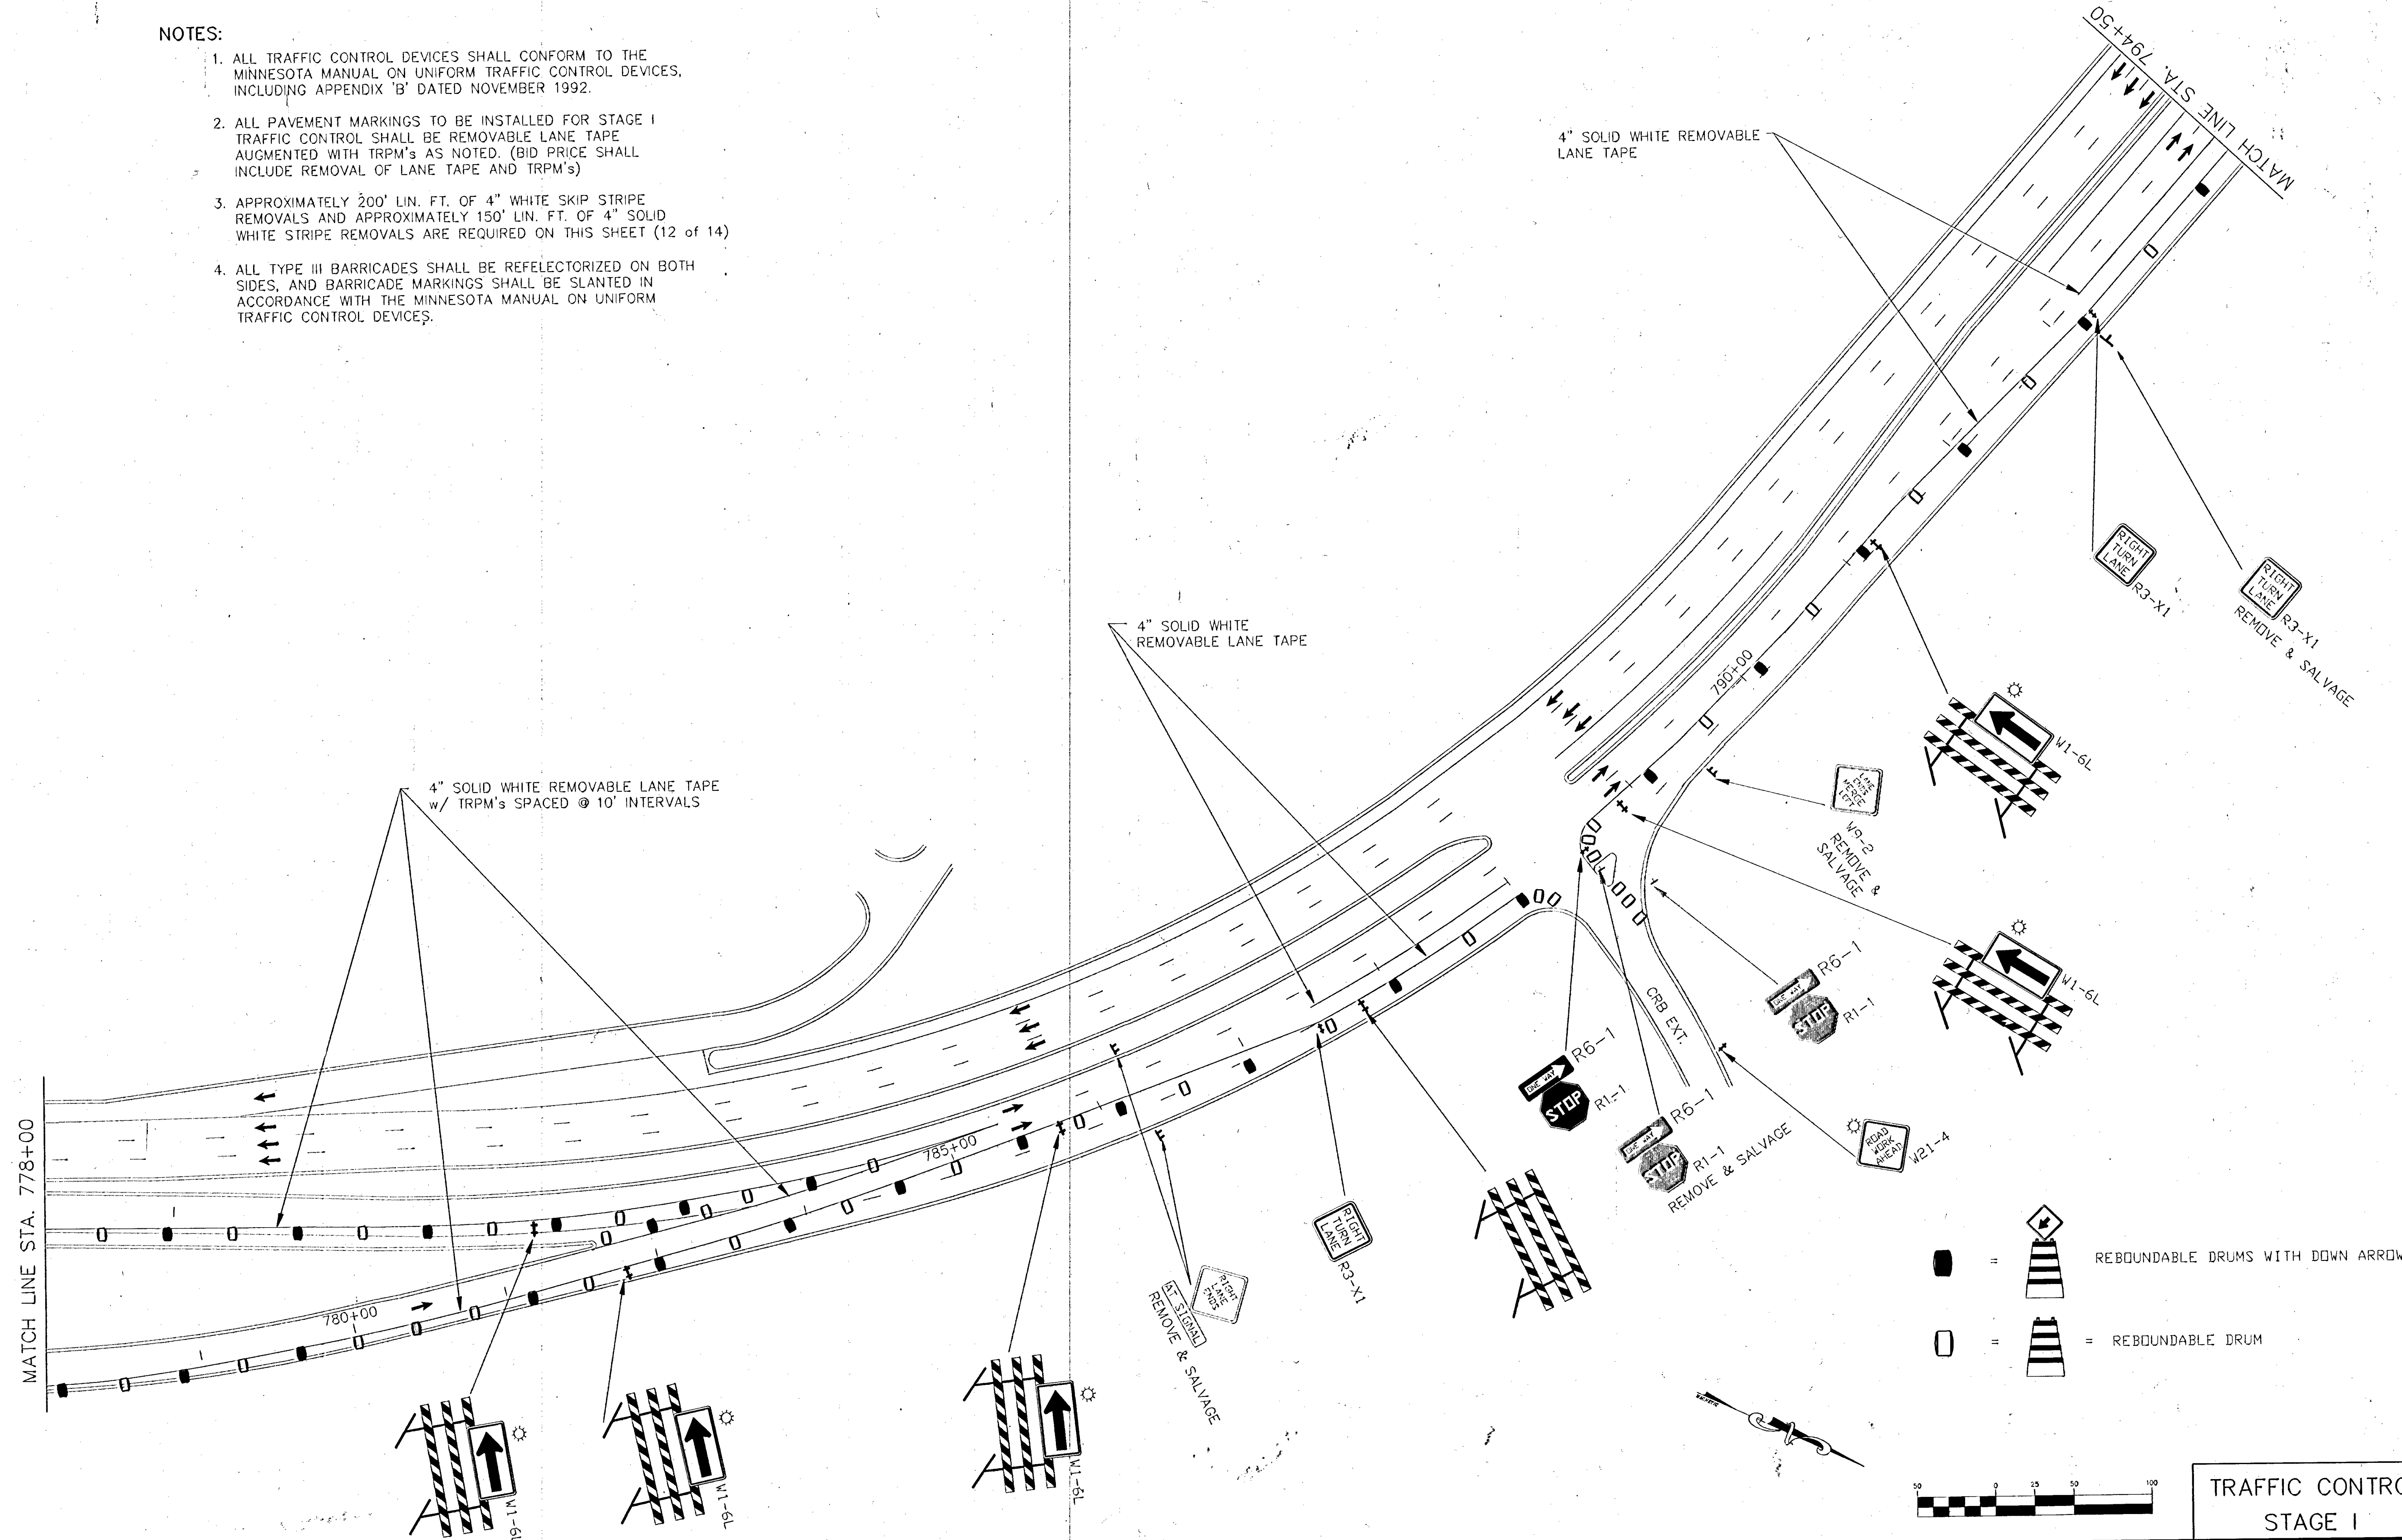 NOTES:
1. ALL TRAFFIC CONTROL DEVICES SHALL CONFORM TO THE
MINNESOTA MANUAL ON UNIFORM TRAFFIC CONTROL DEVICES,
INCLUDING APPENDIX 'B' DATED NOVEMBER 1992.
2. ALL PAVEMENT MARKINGS TO BE INSTALLED FOR STAGE I
TRAFFIC CONTROL SHALL BE REMOVABLE LANE TAPE
AUGMENTED WITH TRPM's AS NOTED. (BID PRICE SHALL
INCLUDE REMOVAL OF LANE TAPE AND TRPM's)
3. APPROXIMATELY 200' LIN. FT. OF 4" WHITE SKIP STRIPE
REMOVALS AND APPROXIMATELY 150' LIN. FT. OF 4" SOLID
WHITE STRIPE REMOVALS ARE REQUIRED ON THIS SHEET (12 of 14)
4. ALL TYPE III BARRICADES SHALL BE REFELECTORIZED ON BOTH
SIDES, AND BARRICADE MARKINGS SHALL BE SLANTED IN
ACCORDANCE WITH THE MINNESOTA MANUAL ON UNIFORM
TRAFFIC CONTROL DEVICES.
MATCH LINE STA. 794+50
4" SOLID WHITE REMOVABLE
LANE TAPE
RIGHT
TURN
LANE
R3-X1
RIGHT
TURN
LANE
R3-X1
REMOVE & SALVAGE
4" SOLID WHITE
REMOVABLE LANE TAPE
790+00
W1-6L
LANE
ENDS
MERGE
LEFT
W9-2
REMOVE &
SALVAGE
4" SOLID WHITE REMOVABLE LANE TAPE
w/ TRPM's SPACED @ 10' INTERVALS
W1-6L
ONE WAY
R6-1
STOP
R1-1
CRB EXT.
ONE WAY
R6-1
STOP
R1-1
ONE WAY
R6-1
STOP
R1-1
REMOVE & SALVAGE
ROAD
WORK
AHEAD
W21-4
MATCH LINE STA. 778+00
785+00
780+00
RIGHT
TURN
LANE
R3-X1
RIGHT
LANE
ENDS
AT SIGNAL
REMOVE & SALVAGE
W1-6L
W1-6L
W1-6L
= REBOUNDABLE DRUMS WITH DOWN ARROW
= = REBOUNDABLE DRUM
50 0 25 50 100
TRAFFIC CONTRO
STAGE I